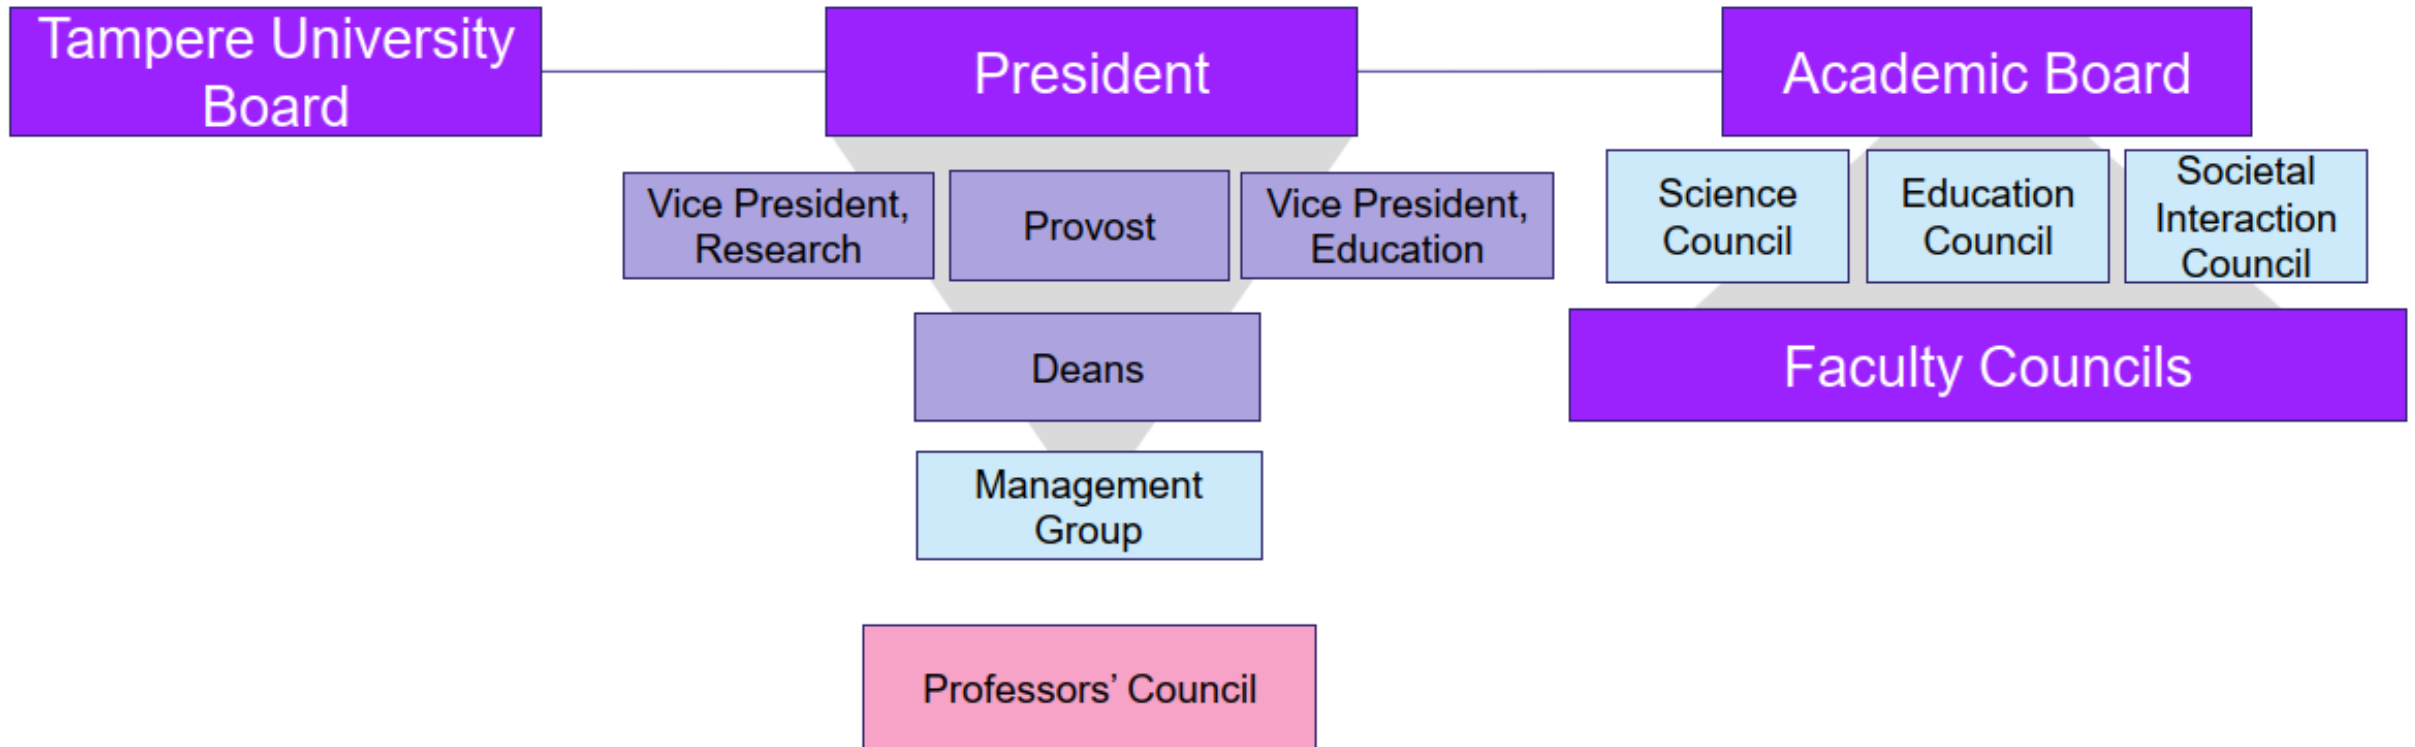 Tampere University
Board
President
Academic Board
Vice President,
Research
Provost
Vice President,
Education
Science
Council
Education
Council
Societal
Interaction
Council
Deans
Faculty Councils
Management
Group
Professors’ Council